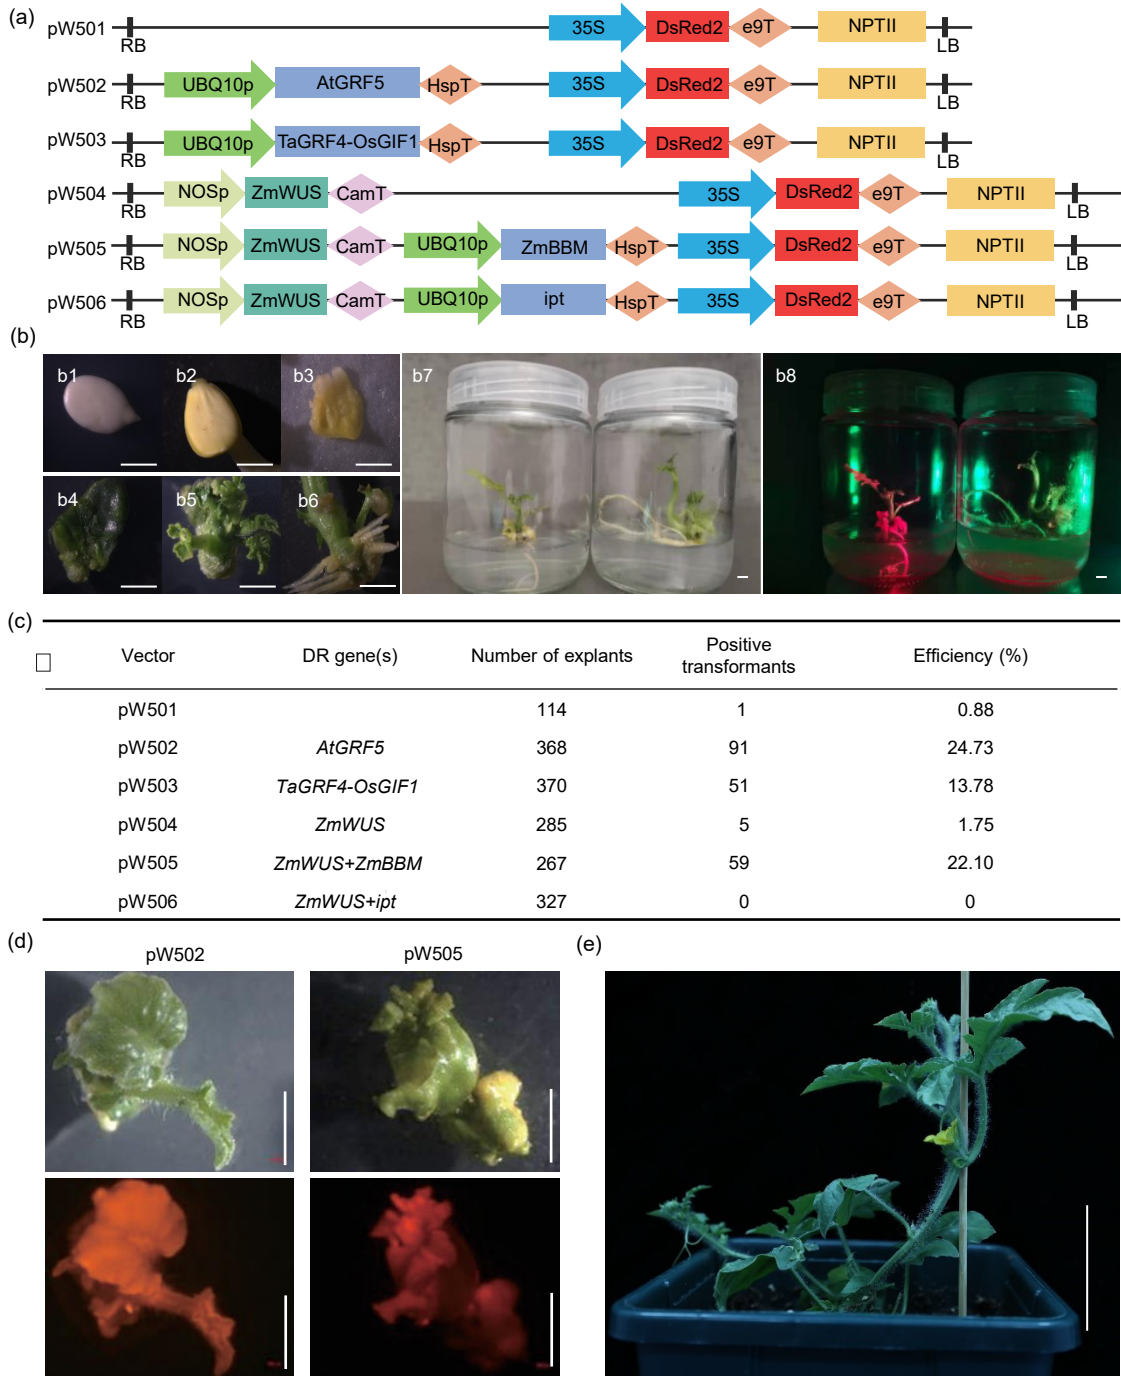 (a)
pW501 RB 35S DsRed2 e9T NPTII LB
pW502 RB UBQ10p AtGRF5 HspT 35S DsRed2 e9T NPTII LB
pW503 RB UBQ10p TaGRF4-OsGIF1 HspT 35S DsRed2 e9T NPTII LB
pW504 RB NOSp ZmWUS CamT 35S DsRed2 e9T NPTII LB
pW505 RB NOSp ZmWUS CamT UBQ10p ZmBBM HspT 35S DsRed2 e9T NPTII LB
pW506 RB NOSp ZmWUS CamT UBQ10p ipt HspT 35S DsRed2 e9T NPTII LB
(b)
b1 b2 b3 b7 b8
b4 b5 b6
(c)
Vector DR gene(s) Number of explants Positive transformants Efficiency (%)
pW501 114 1 0.88
pW502 AtGRF5 368 91 24.73
pW503 TaGRF4-OsGIF1 370 51 13.78
pW504 ZmWUS 285 5 1.75
pW505 ZmWUS+ZmBBM 267 59 22.10
pW506 ZmWUS+ipt 327 0 0
(d) (e)
pW502 pW505